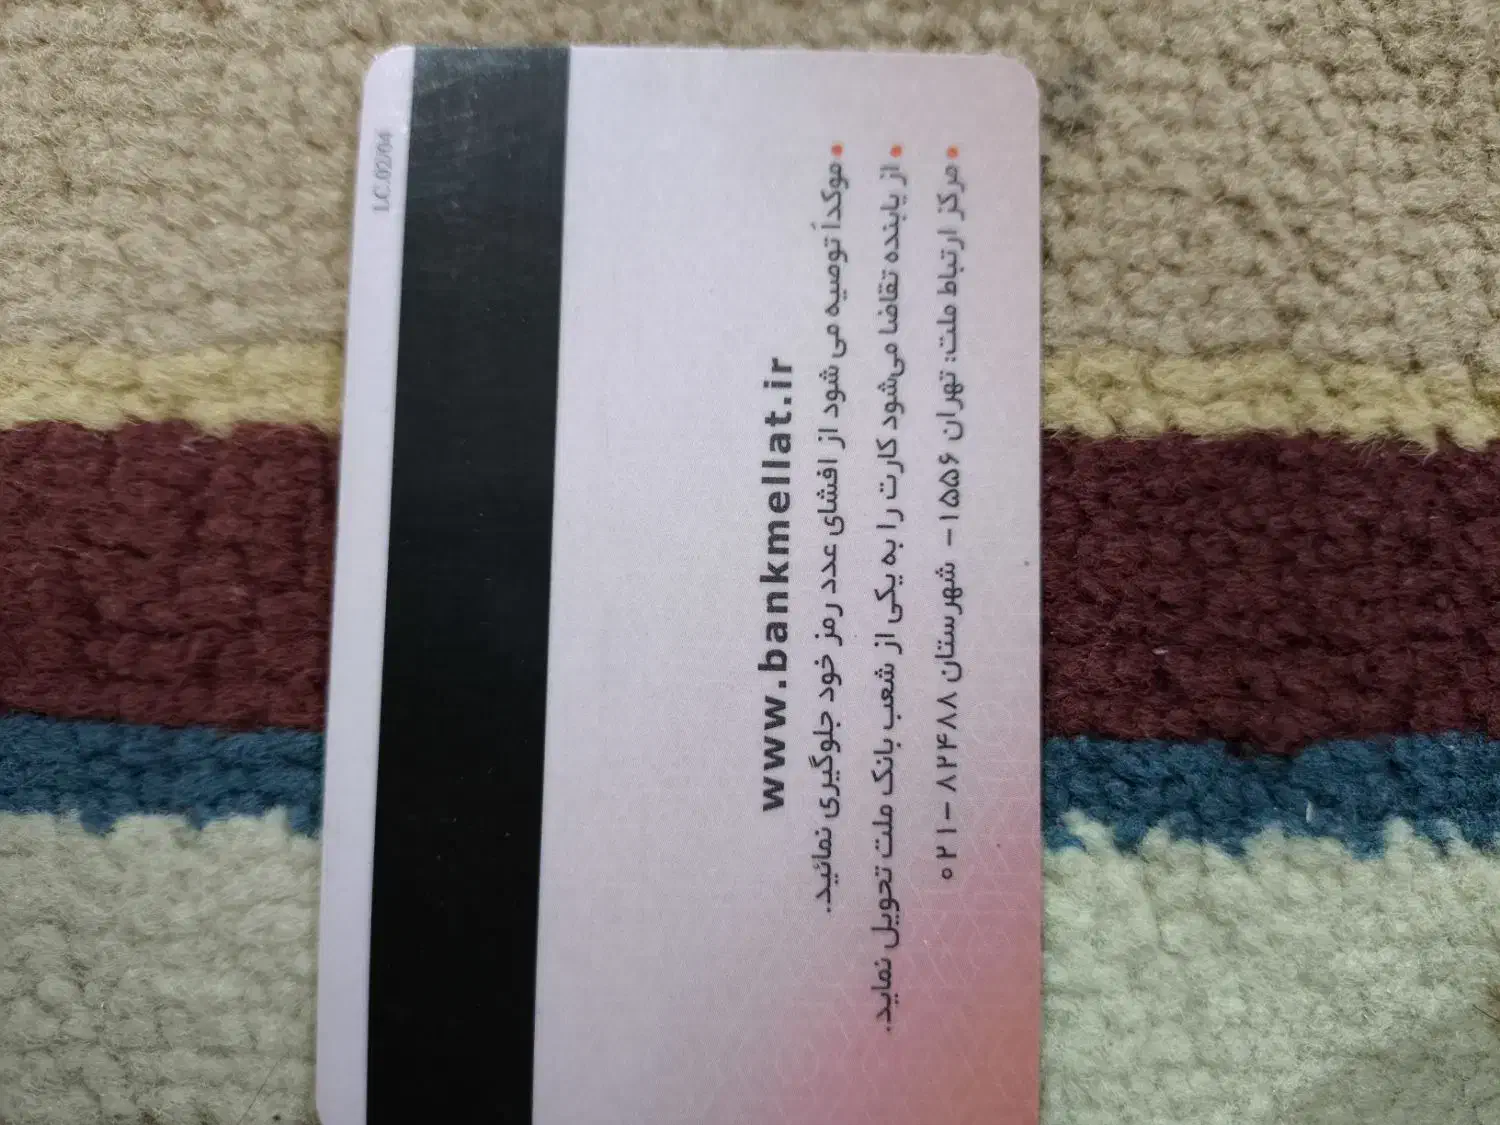 LC.02/04
www.bankmellat.ir
• موکداً توصیه می شود از افشای عدد رمز خود جلوگیری نمائید.
• از یابنده تقاضا می‌شود کارت را به یکی از شعب بانک ملت تحویل نماید.
• مرکز ارتباط ملت: تهران ۱۵۵۶ - شهرستان ۸۲۴۸۸ - ۰۲۱